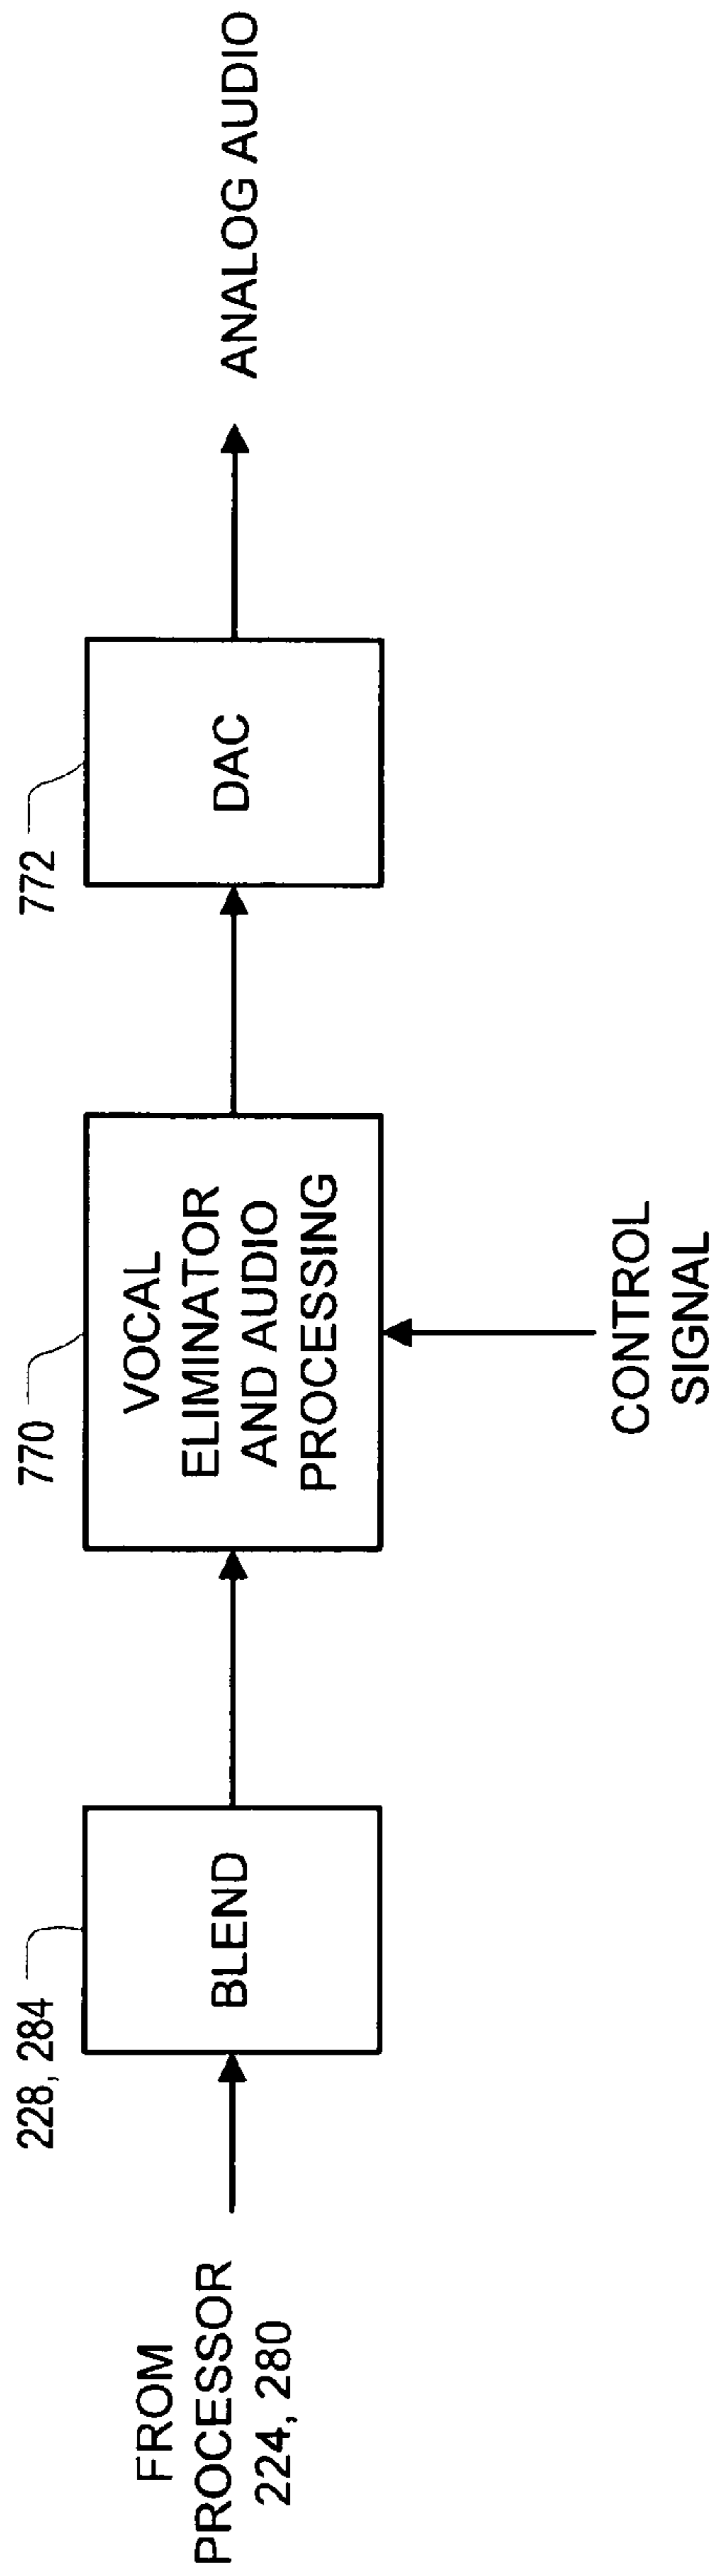 FROM
PROCESSOR
224, 280
228, 284
BLEND
770
VOCAL
ELIMINATOR
AND AUDIO
PROCESSING
CONTROL
SIGNAL
772
DAC
ANALOG AUDIO